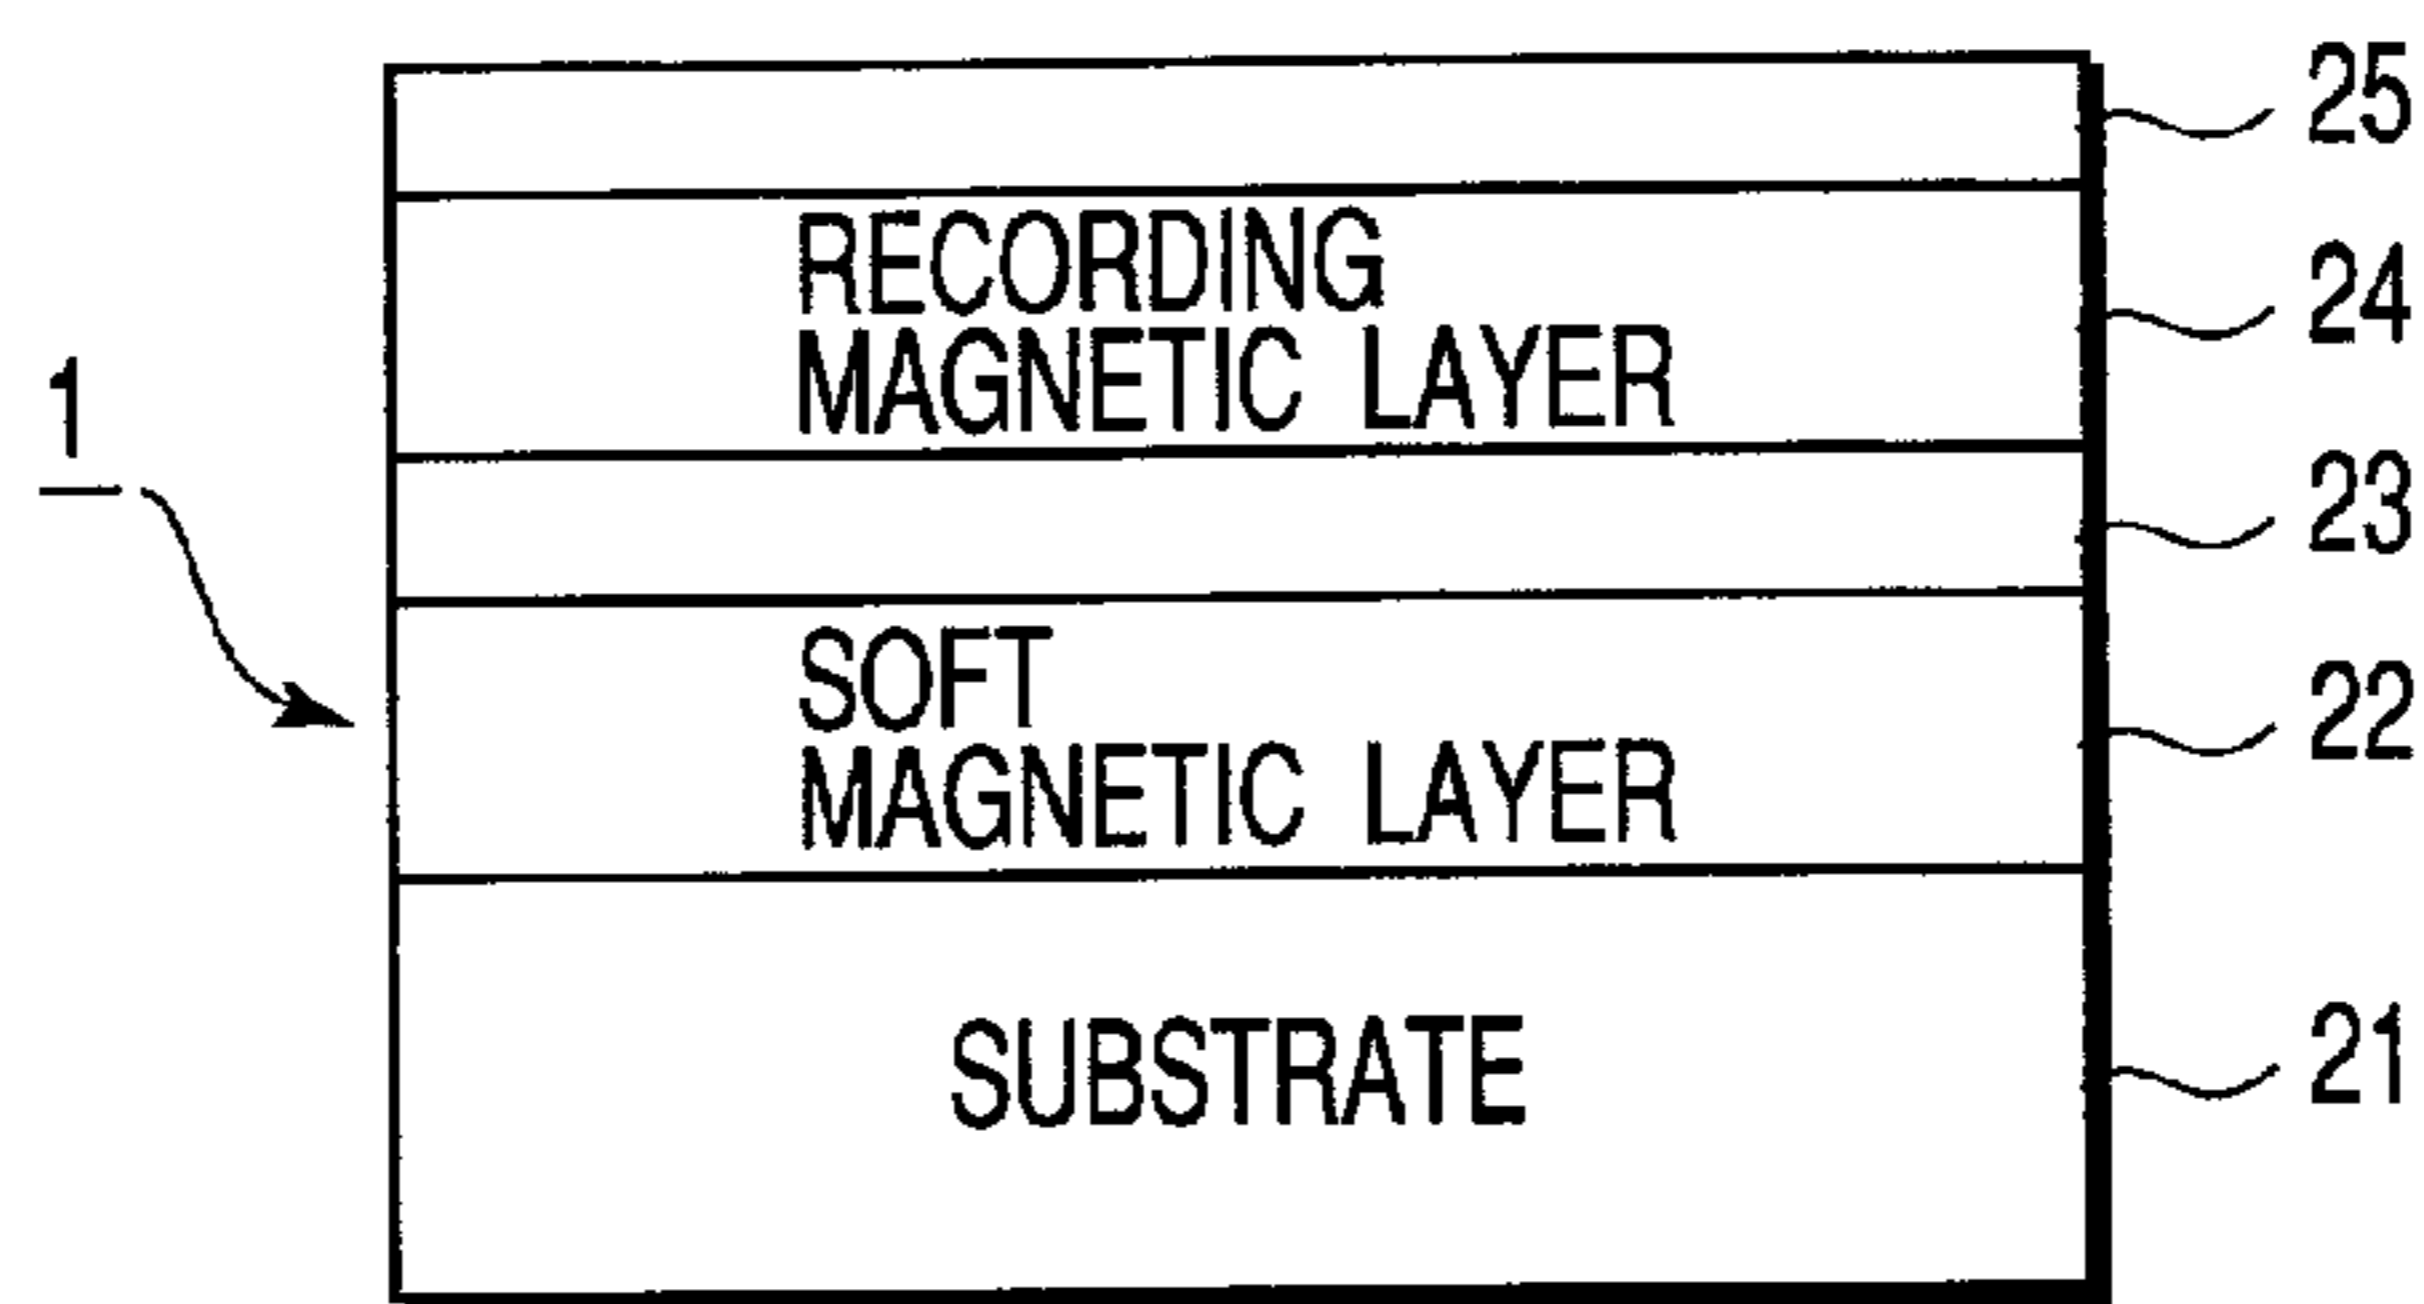 25
RECORDING
MAGNETIC LAYER
24
1
23
SOFT
MAGNETIC LAYER
22
SUBSTRATE
21